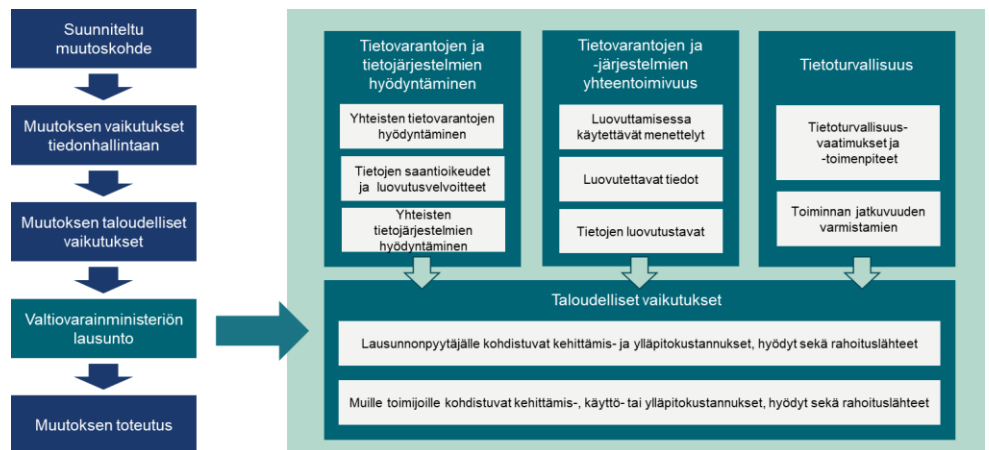 Suunniteltu
muutoskohde
Muutoksen vaikutukset
tiedonhallintaan
Muutoksen taloudelliset
vaikutukset
Valtiovarainministeriön
lausunto
Muutoksen toteutus
Tietovarantojen ja
tietojärjestelmien
hyödyntäminen
Yhteisten tietovarantojen
hyödyntäminen
Tietojen saantioikeudet
ja luovutusvelvoitteet
Yhteisten
tietojärjestelmien
hyödyntäminen
Tietovarantojen ja
-järjestelmien
yhteentoimivuus
Luovuttamisessa
käytettävät menettelyt
Luovutettavat tiedot
Tietojen luovutustavat
Tietoturvallisuus
Tietoturvallisuus-
vaatimukset ja
-toimenpiteet
Toiminnan jatkuvuuden
varmistamien
Taloudelliset vaikutukset
Lausunnonpyytäjälle kohdistuvat kehittämis- ja ylläpitokustannukset, hyödyt sekä rahoituslähteet
Muille toimijoille kohdistuvat kehittämis-, käyttö- tai ylläpitokustannukset, hyödyt sekä rahoituslähteet